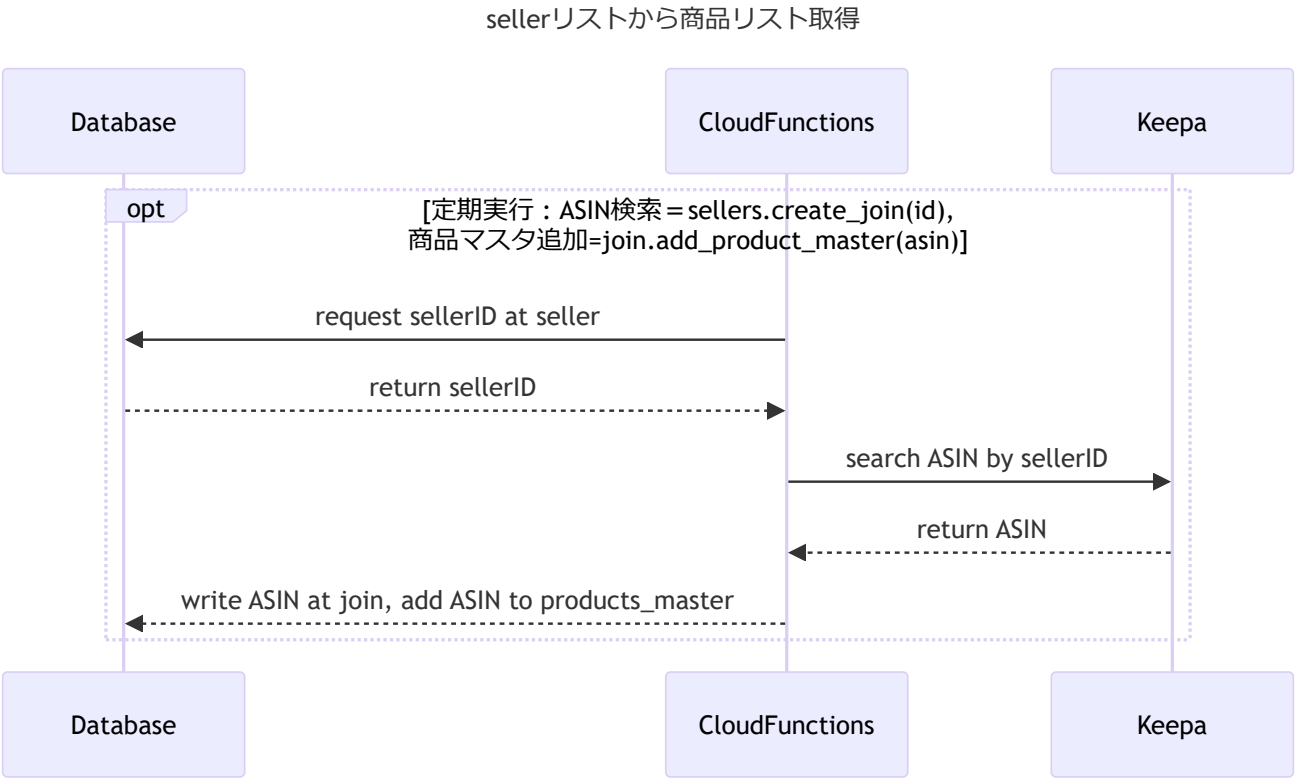 sellerリストから商品リスト取得
Database
CloudFunctions
Keepa
opt
[定期実行：ASIN検索＝sellers.create_join(id),
商品マスタ追加=join.add_product_master(asin)]
request sellerID at seller
return sellerID
search ASIN by sellerID
return ASIN
write ASIN at join, add ASIN to products_master
Database
CloudFunctions
Keepa